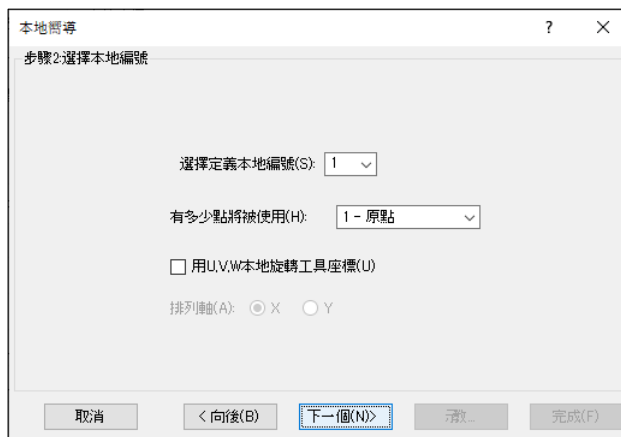 本地嚮導
? ×
步驟2:選擇本地編號
選擇定義本地編號(S): 1
有多少點將被使用(H): 1 - 原點
用U,V,W本地旋轉工具座標(U)
排列軸(A): X Y
取消 <向後(B) 下一個(N)> 示教... 完成(F)